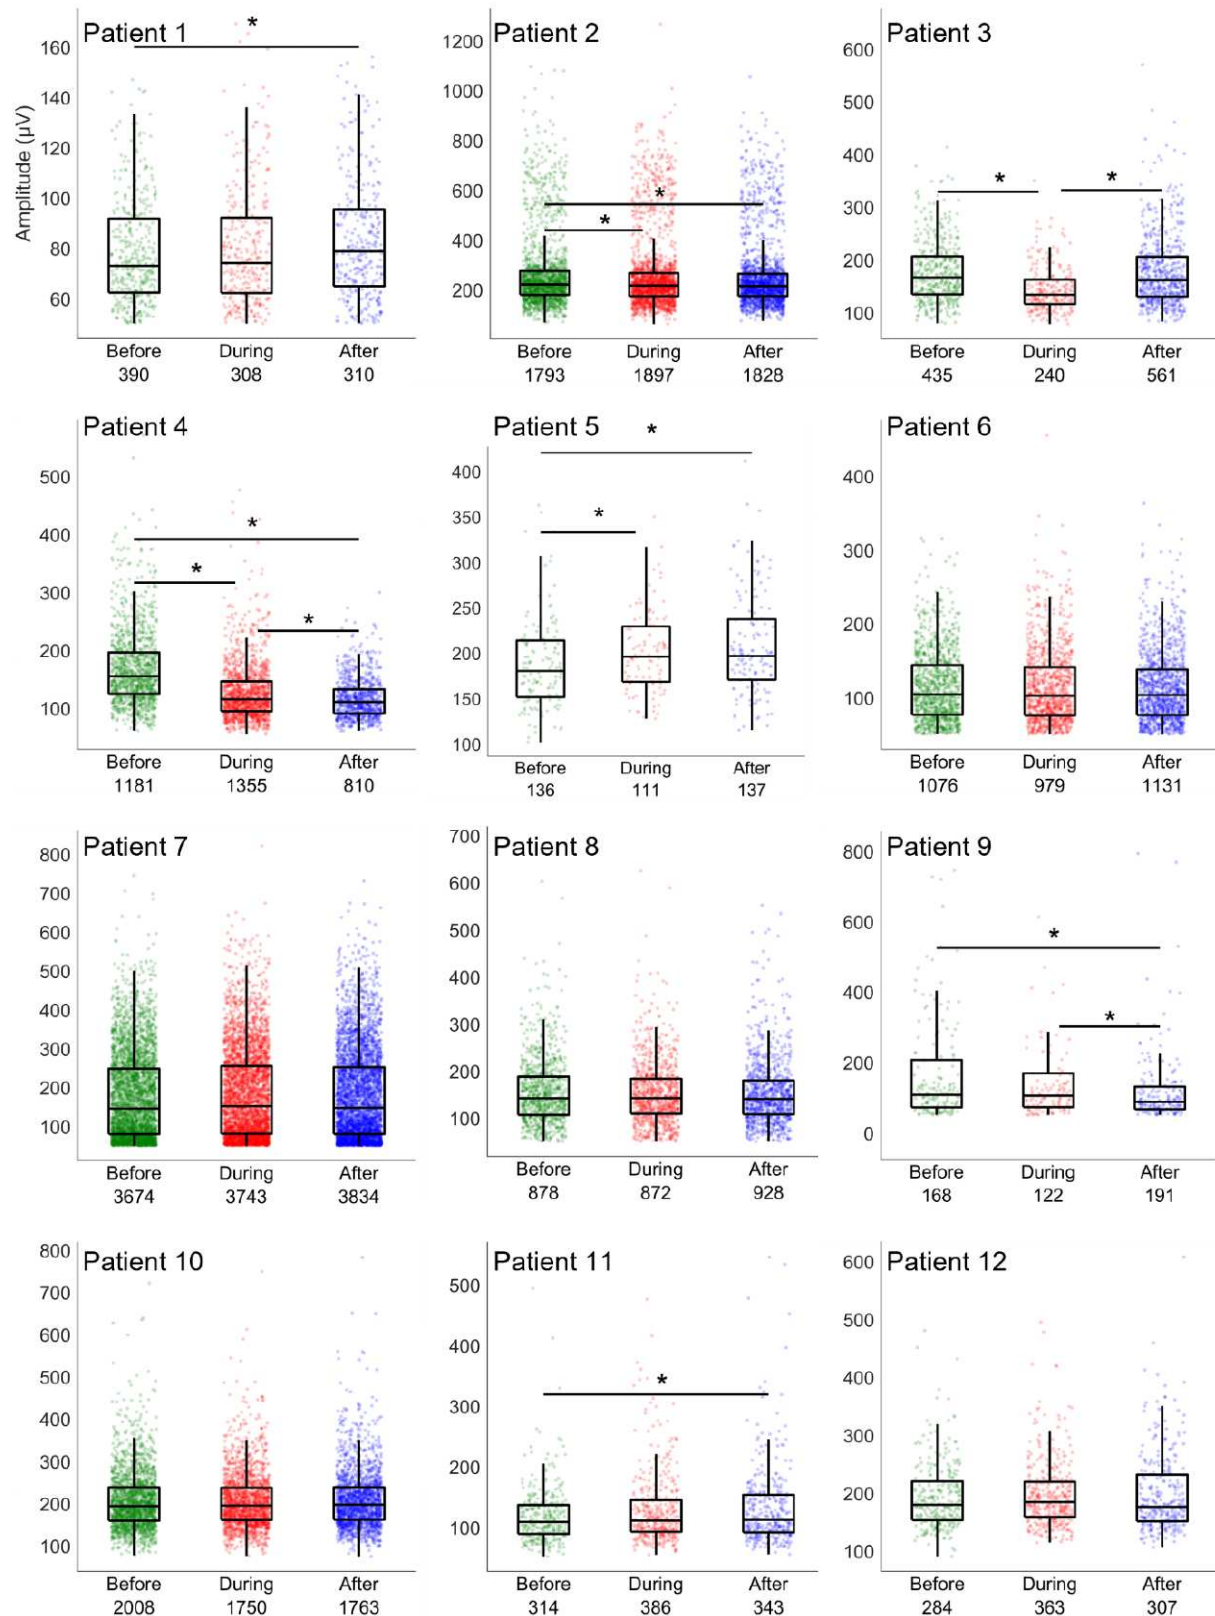 Patient 1
Amplitude (µV)
160
140
120
100
80
60
*
Before During After
390 308 310
Patient 2
1200
1000
800
600
400
200
*
*
Before During After
1793 1897 1828
Patient 3
600
500
400
300
200
100
* *
Before During After
435 240 561
Patient 4
500
400
300
200
100
*
*
*
Before During After
1181 1355 810
Patient 5
400
350
300
250
200
150
100
*
*
Before During After
136 111 137
Patient 6
400
300
200
100
Before During After
1076 979 1131
Patient 7
800
700
600
500
400
300
200
100
Before During After
3674 3743 3834
Patient 8
700
600
500
400
300
200
100
Before During After
878 872 928
Patient 9
800
600
400
200
0
*
*
Before During After
168 122 191
Patient 10
800
700
600
500
400
300
200
100
Before During After
2008 1750 1763
Patient 11
500
400
300
200
100
*
Before During After
314 386 343
Patient 12
600
500
400
300
200
100
Before During After
284 363 307